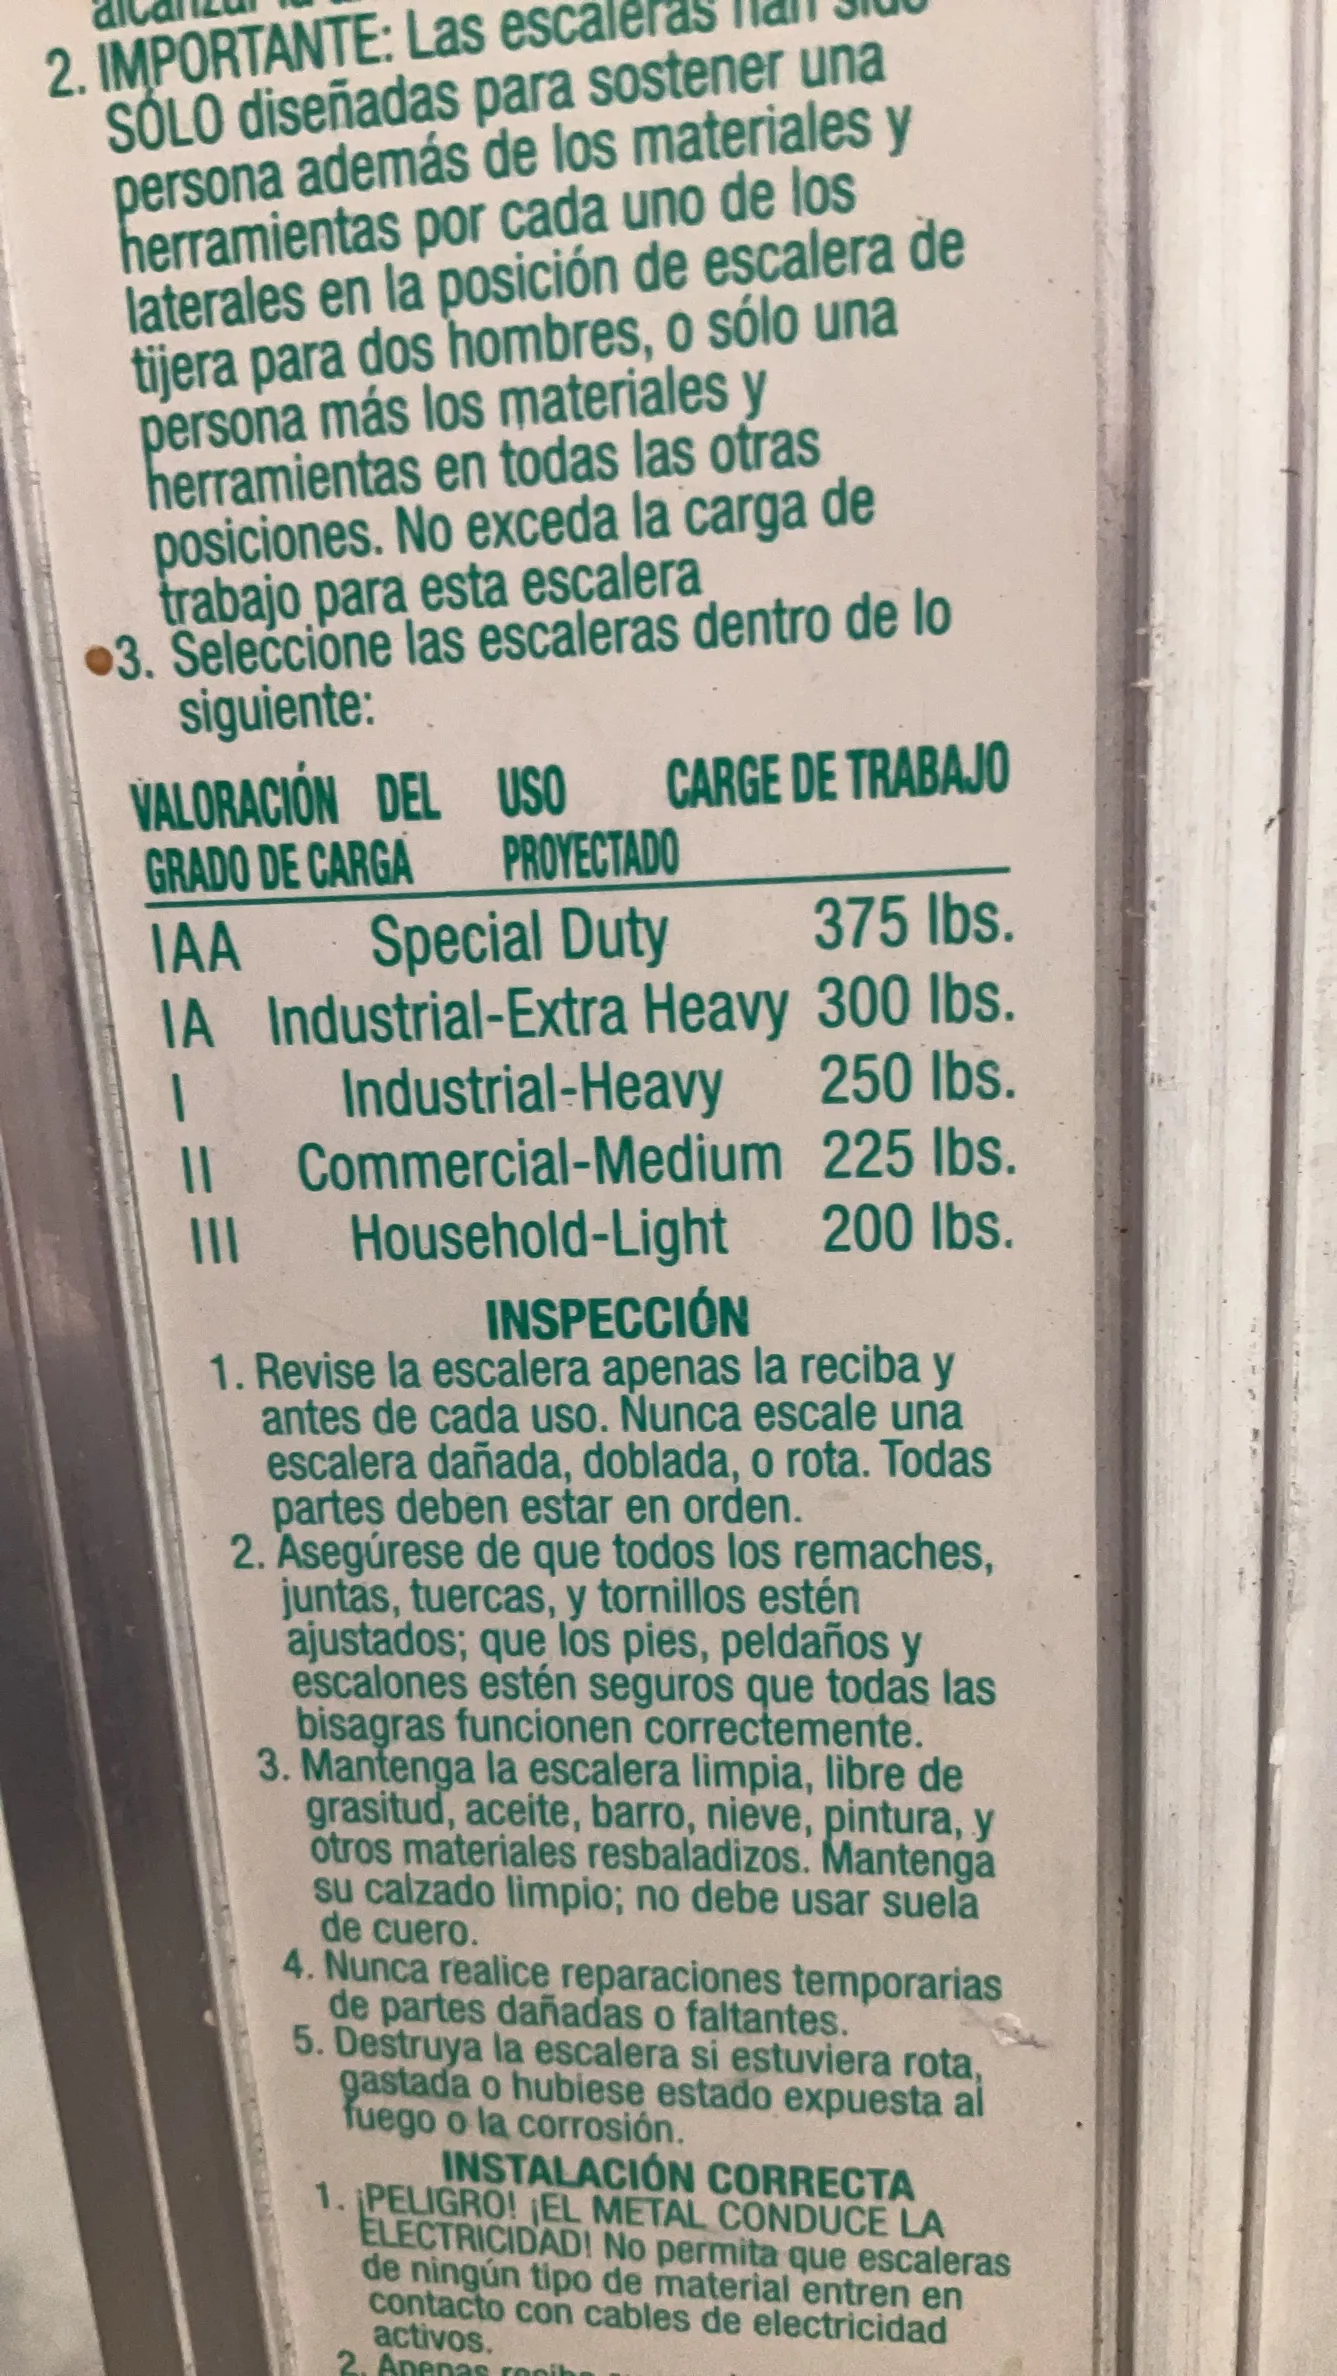 2. IMPORTANTE: Las escaleras han sido
SÓLO diseñadas para sostener una
persona además de los materiales y
herramientas por cada uno de los
laterales en la posición de escalera de
tijera para dos hombres, o sólo una
persona más los materiales y
herramientas en todas las otras
posiciones. No exceda la carga de
trabajo para esta escalera
3. Seleccione las escaleras dentro de lo
siguiente:
VALORACIÓN DEL USO CARGE DE TRABAJO
GRADO DE CARGA PROYECTADO
IAA Special Duty 375 lbs.
IA Industrial-Extra Heavy 300 lbs.
I Industrial-Heavy 250 lbs.
II Commercial-Medium 225 lbs.
III Household-Light 200 lbs.
INSPECCIÓN
1. Revise la escalera apenas la reciba y
antes de cada uso. Nunca escale una
escalera dañada, doblada, o rota. Todas
partes deben estar en orden.
2. Asegúrese de que todos los remaches,
juntas, tuercas, y tornillos estén
ajustados; que los pies, peldaños y
escalones estén seguros que todas las
bisagras funcionen correctemente.
3. Mantenga la escalera limpia, libre de
grasitud, aceite, barro, nieve, pintura, y
otros materiales resbaladizos. Mantenga
su calzado limpio; no debe usar suela
de cuero.
4. Nunca realice reparaciones temporarias
de partes dañadas o faltantes.
5. Destruya la escalera si estuviera rota,
gastada o hubiese estado expuesta al
fuego o la corrosión.
INSTALACIÓN CORRECTA
1. ¡PELIGRO! ¡EL METAL CONDUCE LA
ELECTRICIDAD! No permita que escaleras
de ningún tipo de material entren en
contacto con cables de electricidad
activos.
2. Apenas